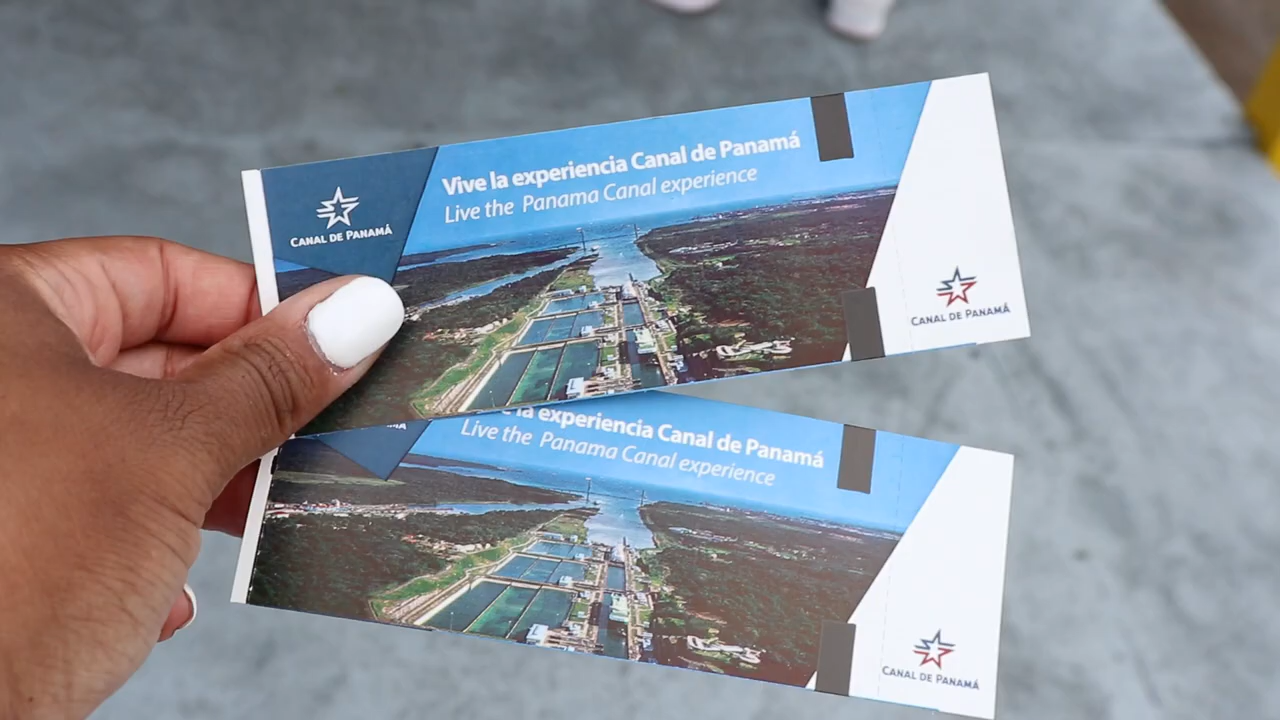 Vive la experiencia Canal de Panamá
Live the Panama Canal experience
CANAL DE PANAMÁ
CANAL DE PANAMÁ
la experiencia Canal de Panamá
Live the Panama Canal experience
CANAL DE PANAMÁ